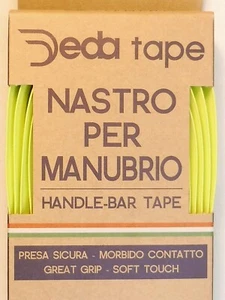 Deda tape
NASTRO
PER
MANUBRIO
HANDLE-BAR TAPE
PRESA SICURA - MORBIDO CONTATTO
GREAT GRIP - SOFT TOUCH